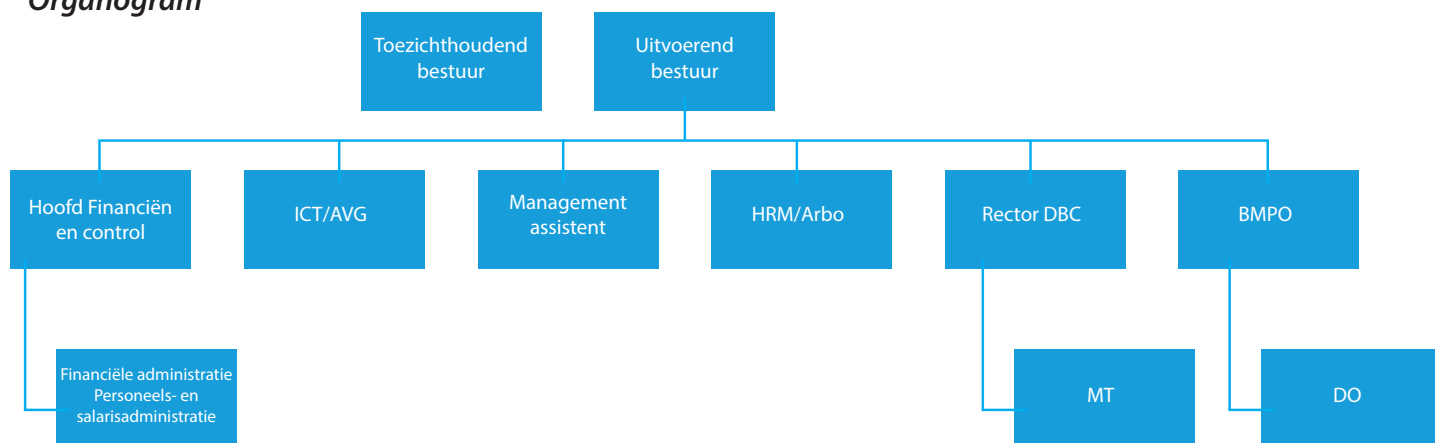 Organogram
Toezichthoudend
bestuur
Uitvoerend
bestuur
Hoofd Financiën
en control
ICT/AVG
Management
assistent
HRM/Arbo
Rector DBC
BMPO
Financiële administratie
Personeels- en
salarisadministratie
MT
DO